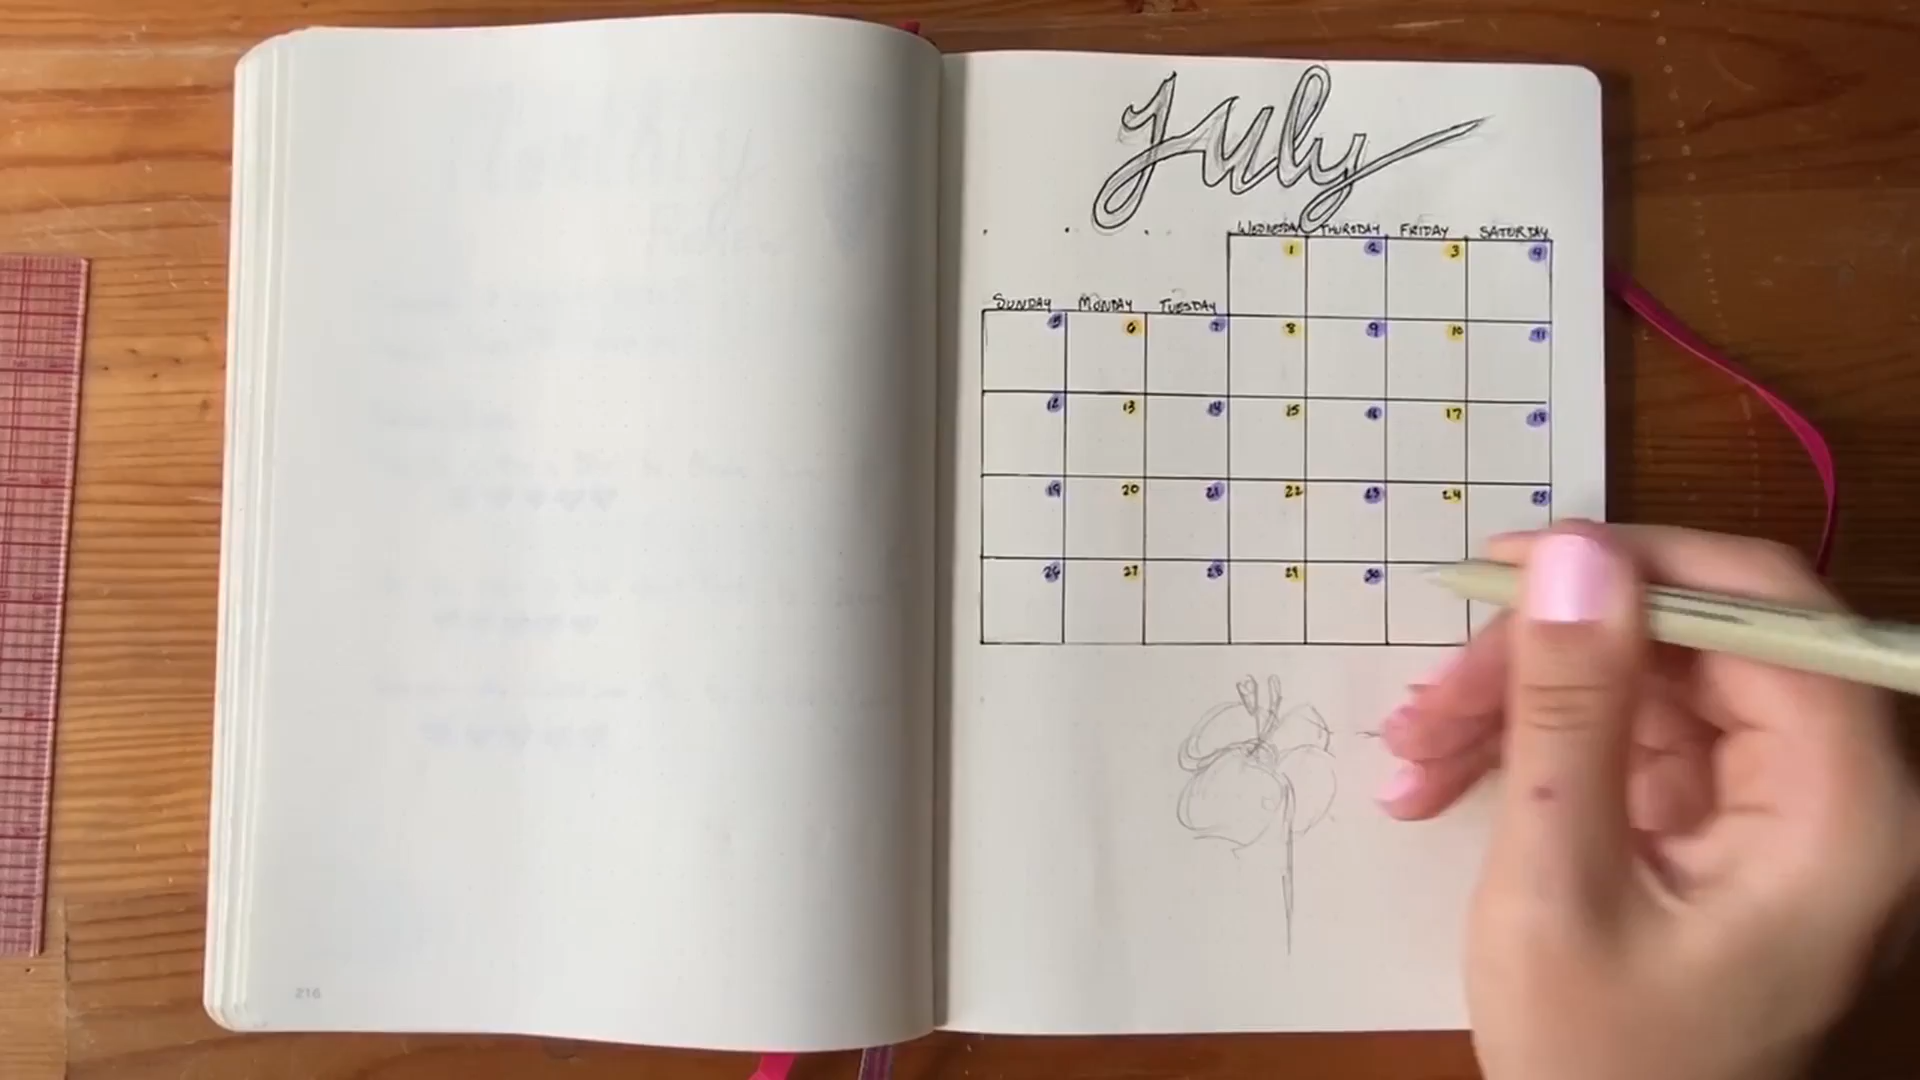 July
WEDNESDAY THURSDAY FRIDAY SATURDAY
1 2 3 4
SUNDAY MONDAY TUESDAY
5 6 7 8 9 10 11
12 13 14 15 16 17 18
19 20 21 22 23 24 25
26 27 28 29 30
216